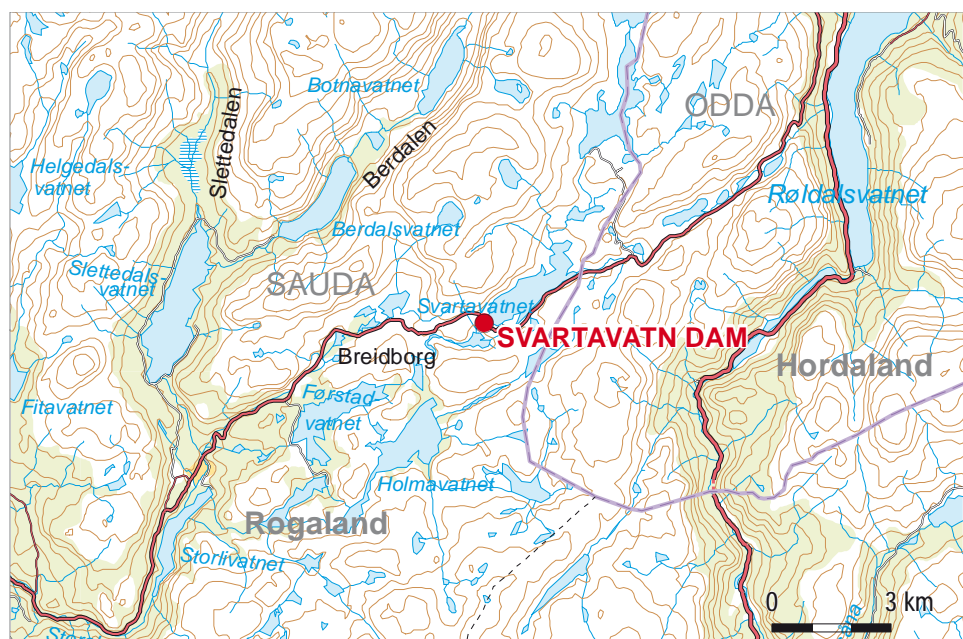 Botnavatnet
ODDA
Slettedalen
Berdalen
Helgedals-
vatnet
Røldalsvatnet
Berdalsvatnet
Slettedals
vatnet
SAUDA
Svartavatnet
SVARTAVATN DAM
Breidborg
Hordaland
Førstad-
vatnet
Fitavatnet
Holmavatnet
Rogaland
Storlivatnet
0 3 km